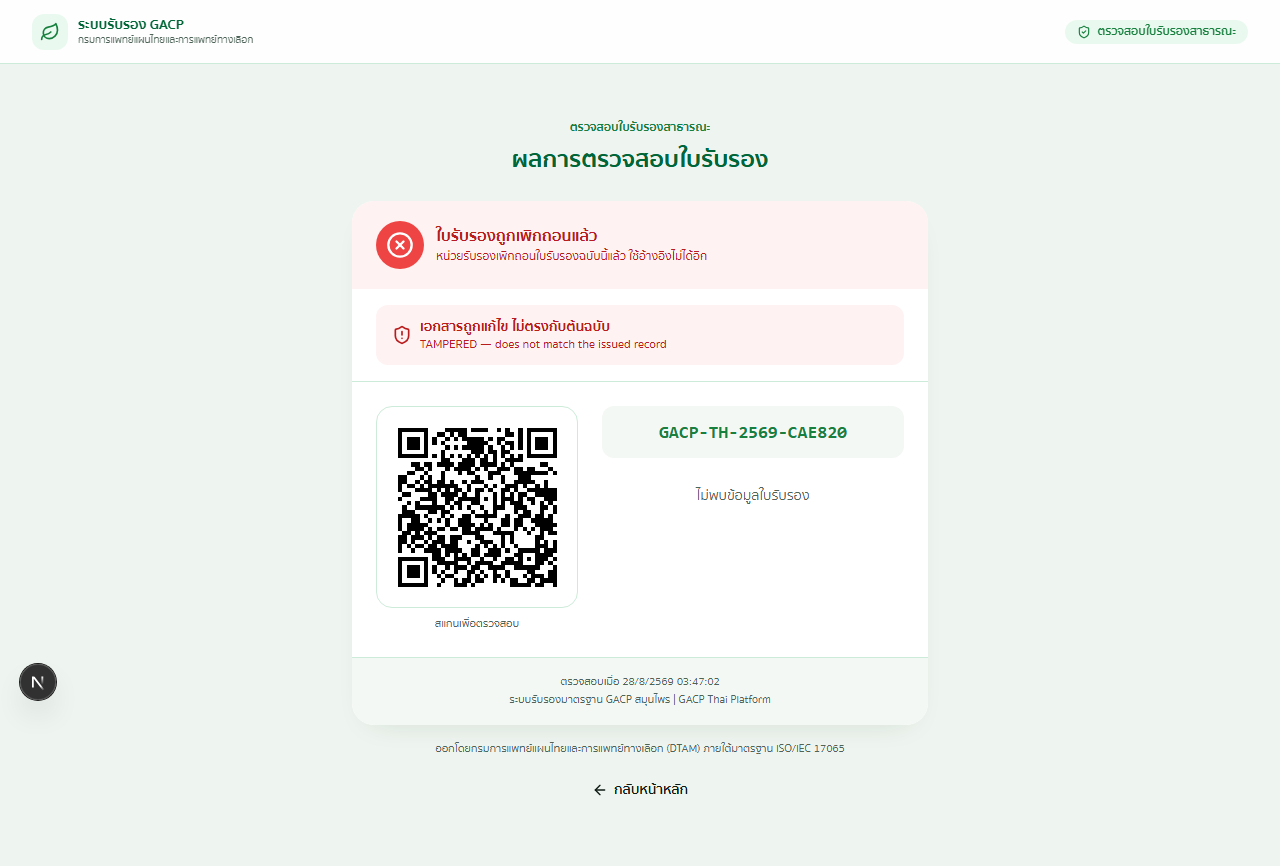 ระบบรับรอง GACP
กรมการแพทย์แผนไทยและการแพทย์ทางเลือก
ตรวจสอบใบรับรองสาธารณะ
ตรวจสอบใบรับรองสาธารณะ
ผลการตรวจสอบใบรับรอง
ใบรับรองถูกเพิกถอนแล้ว
หน่วยรับรองเพิกถอนใบรับรองฉบับนี้แล้ว ใช้อ้างอิงไม่ได้อีก
เอกสารถูกแก้ไข ไม่ตรงกับต้นฉบับ
TAMPERED — does not match the issued record
GACP-TH-2569-CAE820
ไม่พบข้อมูลใบรับรอง
สแกนเพื่อตรวจสอบ
N
ตรวจสอบเมื่อ 28/8/2569 03:47:02
ระบบรับรองมาตรฐาน GACP สมุนไพร | GACP Thai Platform
ออกโดยกรมการแพทย์แผนไทยและการแพทย์ทางเลือก (DTAM) ภายใต้มาตรฐาน ISO/IEC 17065
← กลับหน้าหลัก